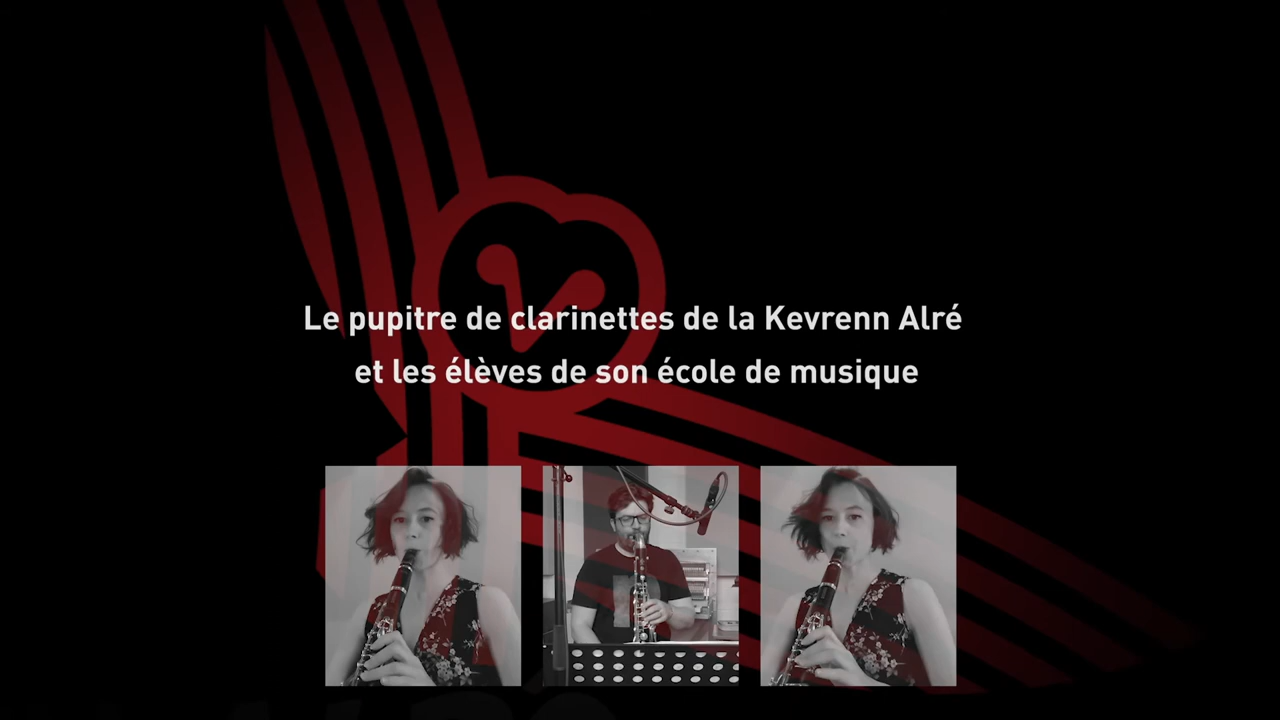 Le pupitre de clarinettes de la Kevrenn Alré
et les élèves de son école de musique